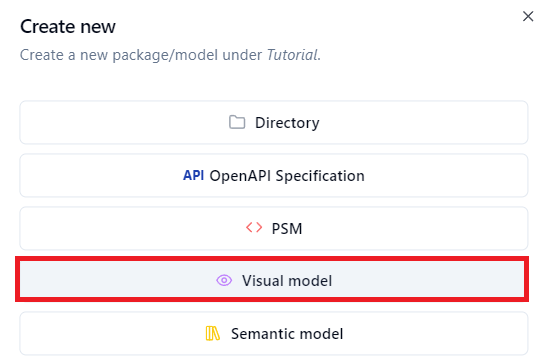 Create new
Create a new package/model under Tutorial.
Directory
API OpenAPI Specification
PSM
Visual model
Semantic model